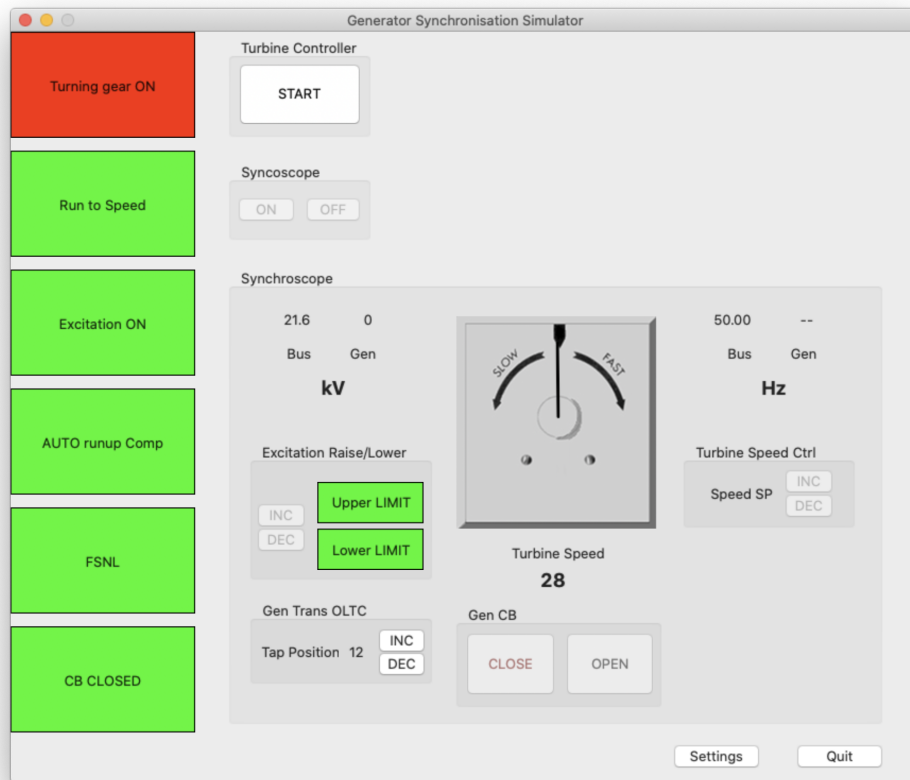 Generator Synchronisation Simulator
Turning gear ON
Run to Speed
Excitation ON
AUTO runup Comp
FSNL
CB CLOSED
Turbine Controller
START
Syncoscope
ON OFF
Synchroscope
21.6 0
Bus Gen
kV
SLOW FAST
50.00 --
Bus Gen
Hz
Excitation Raise/Lower
INC
DEC
Upper LIMIT
Lower LIMIT
Turbine Speed
28
Turbine Speed Ctrl
Speed SP
INC
DEC
Gen Trans OLTC
Tap Position 12
INC
DEC
Gen CB
CLOSE OPEN
Settings Quit